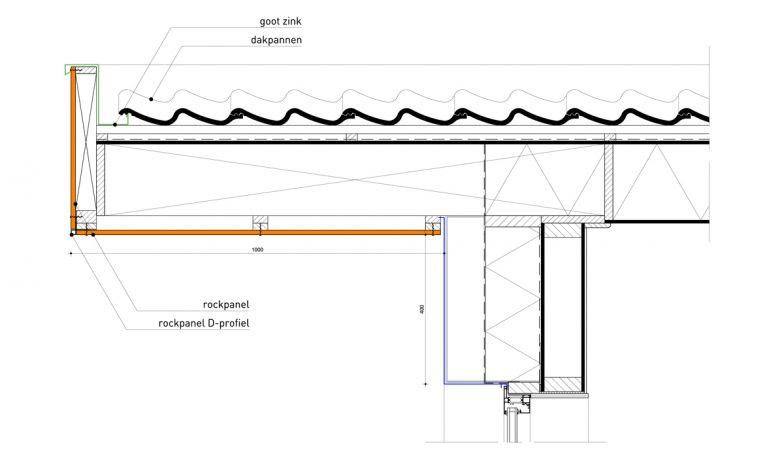 goot zink
dakpannen
1000
400
rockpanel
rockpanel D-profiel